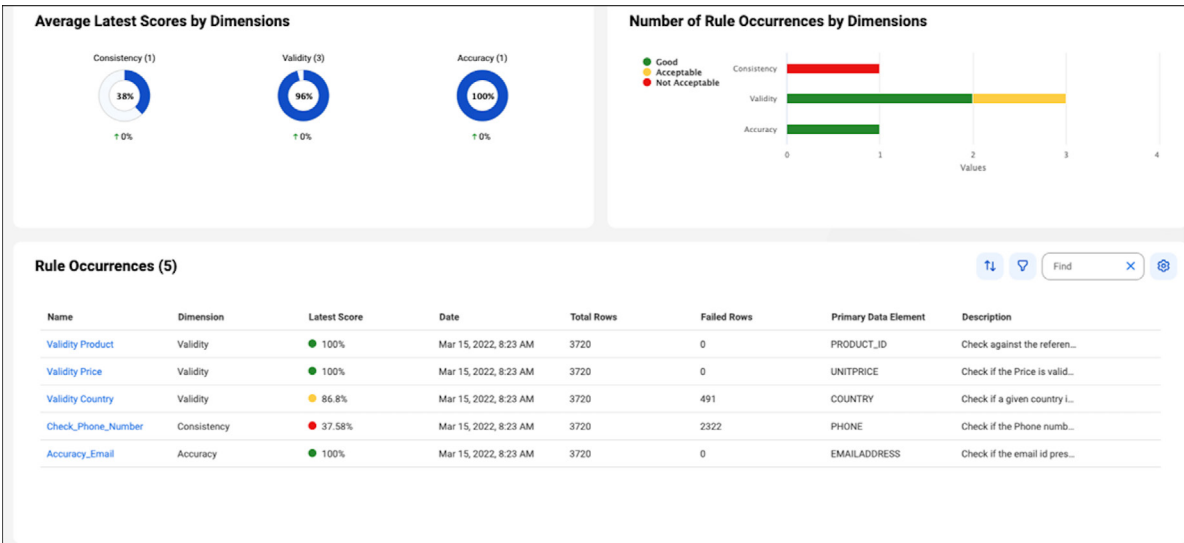 Average Latest Scores by Dimensions
Consistency (1) Validity (3) Accuracy (1)
38% 96% 100%
↑ 0% ↑ 0% ↑ 0%
Number of Rule Occurrences by Dimensions
Good
Acceptable
Not Acceptable
Consistency
Validity
Accuracy
0 1 2 3 4
Values
Rule Occurrences (5)
Find
Name Dimension Latest Score Date Total Rows Failed Rows Primary Data Element Description
Validity Product Validity 100% Mar 15, 2022, 8:23 AM 3720 0 PRODUCT_ID Check against the referen...
Validity Price Validity 100% Mar 15, 2022, 8:23 AM 3720 0 UNITPRICE Check if the Price is valid...
Validity Country Validity 86.8% Mar 15, 2022, 8:23 AM 3720 491 COUNTRY Check if a given country i...
Check_Phone_Number Consistency 37.58% Mar 15, 2022, 8:23 AM 3720 2322 PHONE Check if the Phone numb...
Accuracy_Email Accuracy 100% Mar 15, 2022, 8:23 AM 3720 0 EMAILADDRESS Check if the email id pres...